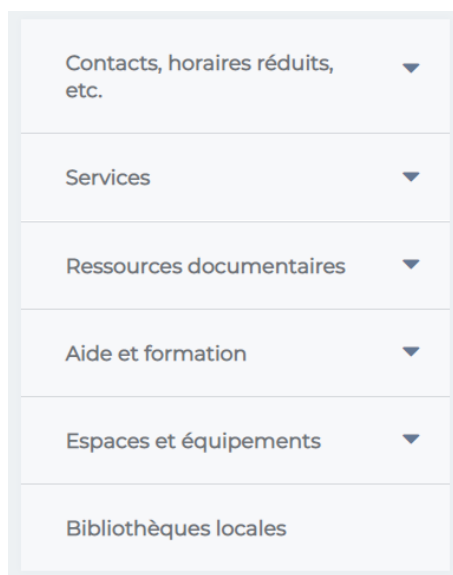 Contacts, horaires réduits,
etc.
Services
Ressources documentaires
Aide et formation
Espaces et équipements
Bibliothèques locales